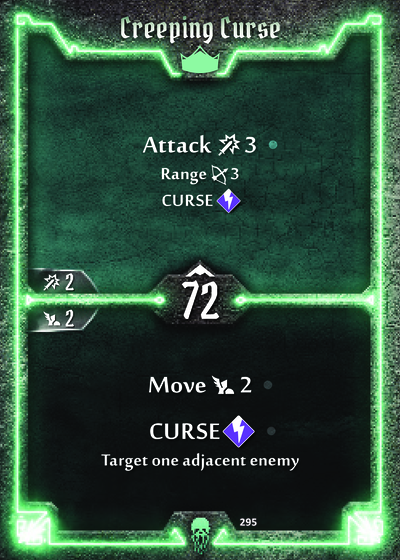 Creeping Curse
Attack 3
Range 3
CURSE
2
72
2
Move 2
CURSE
Target one adjacent enemy
295